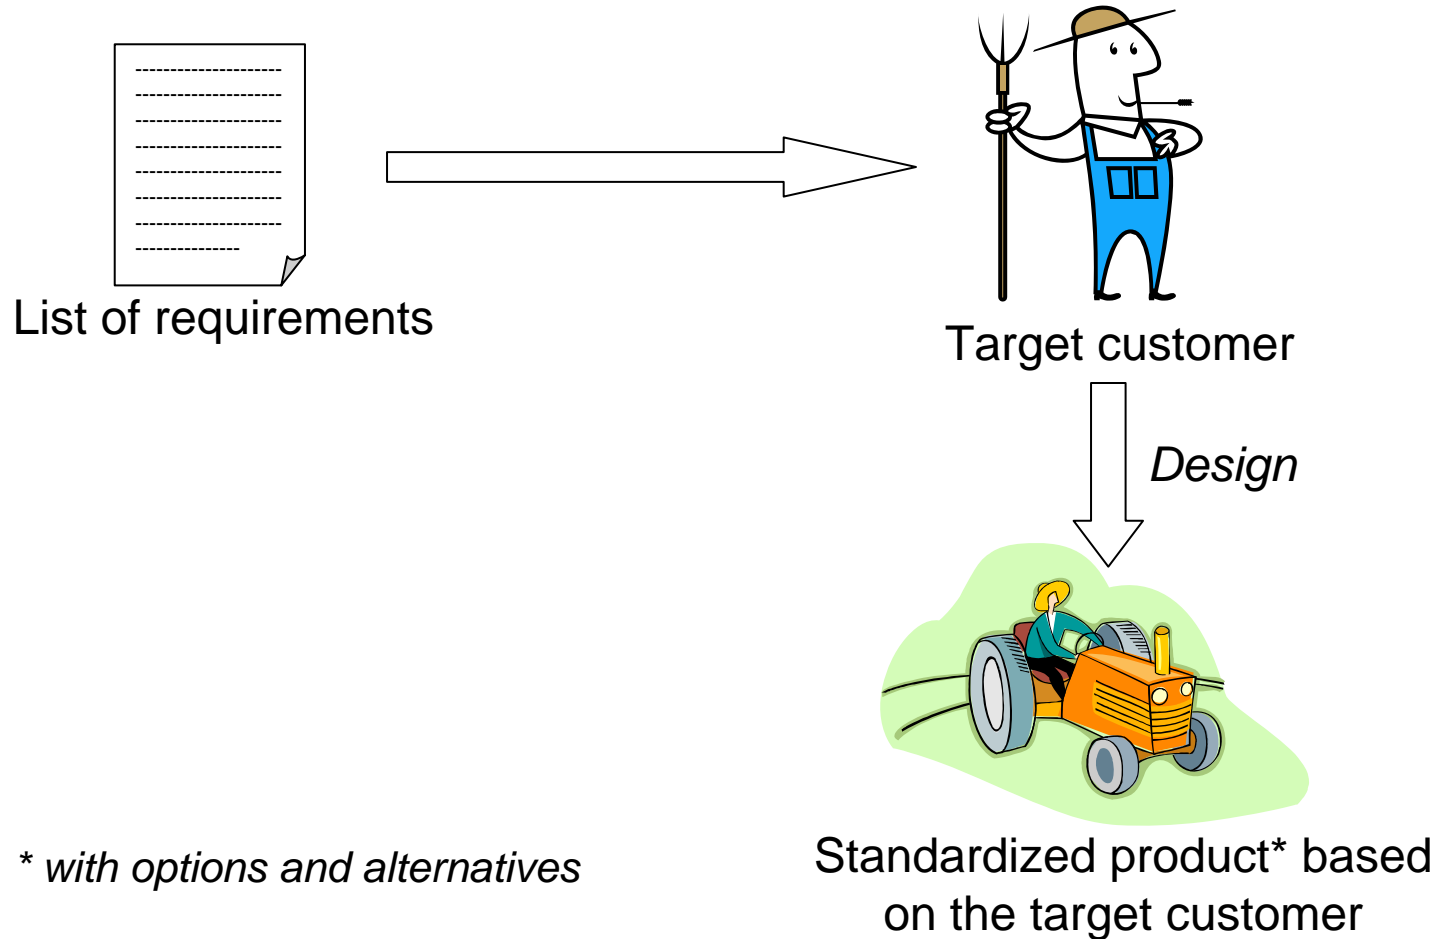 List of requirements
Target customer
Design
Standardized product* based
on the target customer
* with options and alternatives